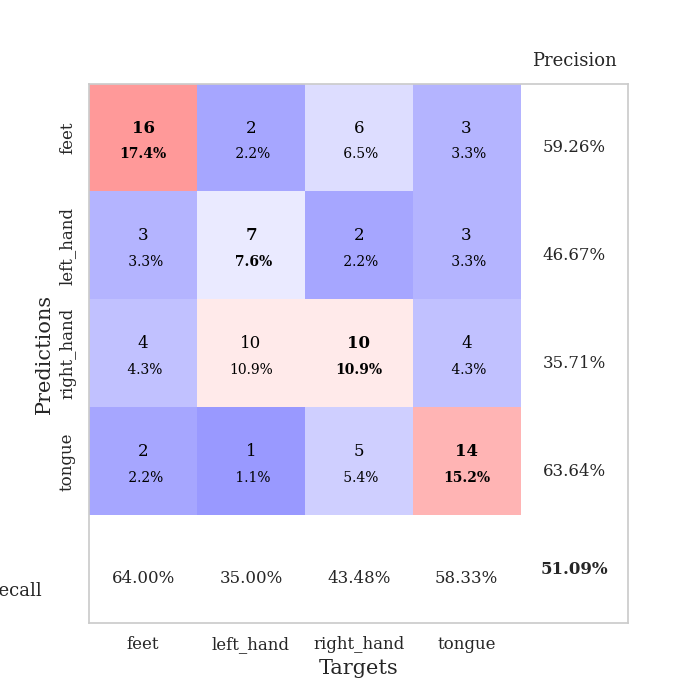 Precision
feet
16 2 6 3
17.4% 2.2% 6.5% 3.3%
59.26%
left_hand
3 7 2 3
3.3% 7.6% 2.2% 3.3%
46.67%
Predictions
right_hand
4 10 10 4
4.3% 10.9% 10.9% 4.3%
35.71%
tongue
2 1 5 14
2.2% 1.1% 5.4% 15.2%
63.64%
ecall
64.00% 35.00% 43.48% 58.33% 51.09%
feet left_hand right_hand tongue
Targets